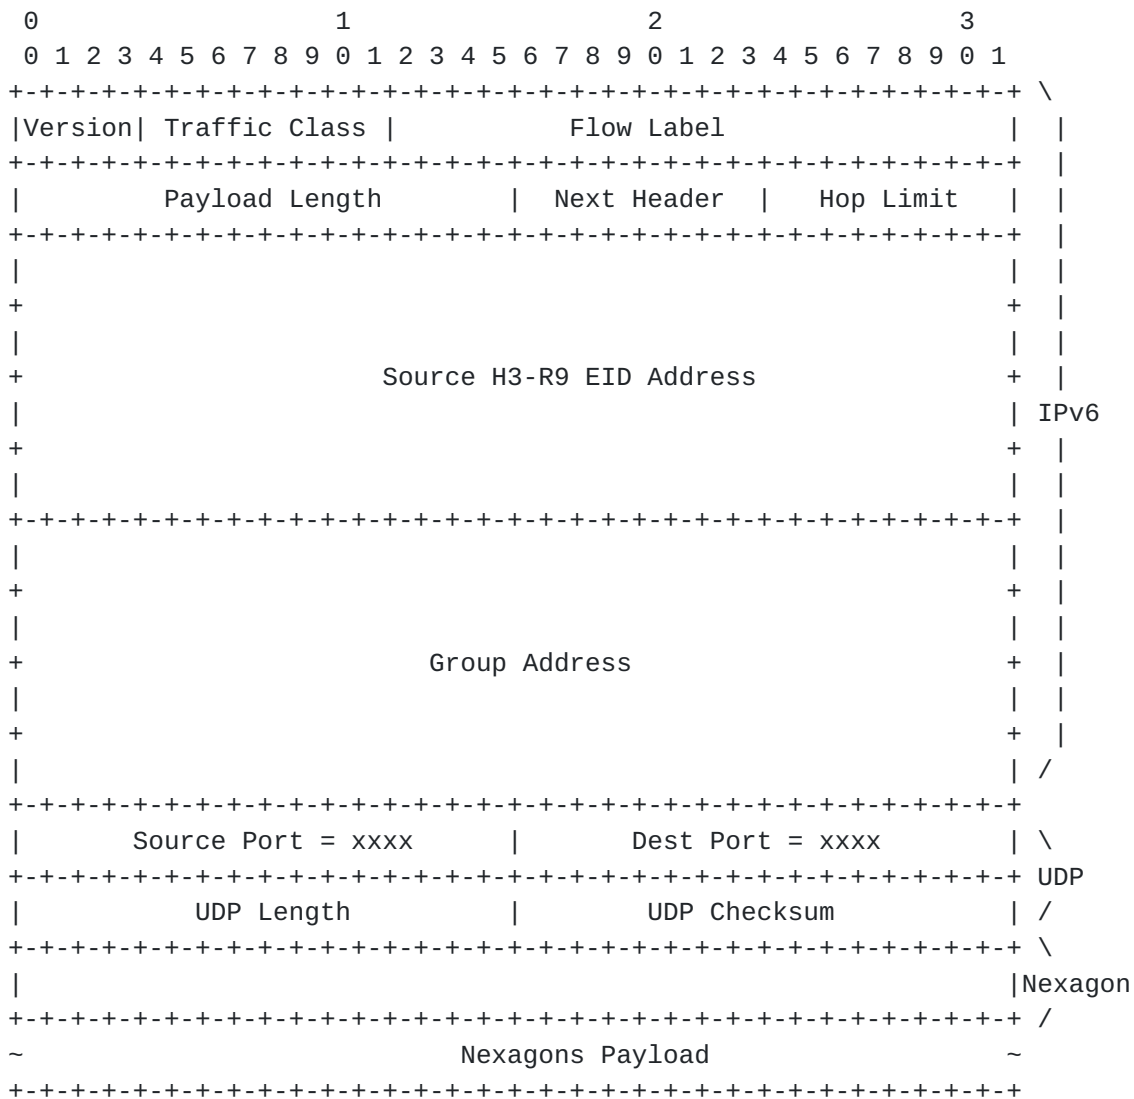 0                   1                   2                   3
 0 1 2 3 4 5 6 7 8 9 0 1 2 3 4 5 6 7 8 9 0 1 2 3 4 5 6 7 8 9 0 1
+-+-+-+-+-+-+-+-+-+-+-+-+-+-+-+-+-+-+-+-+-+-+-+-+-+-+-+-+-+-+-+-+ \
|Version| Traffic Class |           Flow Label                  |  |
+-+-+-+-+-+-+-+-+-+-+-+-+-+-+-+-+-+-+-+-+-+-+-+-+-+-+-+-+-+-+-+-+  |
|         Payload Length        |  Next Header  |   Hop Limit   |  |
+-+-+-+-+-+-+-+-+-+-+-+-+-+-+-+-+-+-+-+-+-+-+-+-+-+-+-+-+-+-+-+-+  |
|                                                               |  |
+                                                               +  |
|                                                               |  |
+                       Source H3-R9 EID Address                +  |
|                                                               | IPv6
+                                                               +  |
|                                                               |  |
+-+-+-+-+-+-+-+-+-+-+-+-+-+-+-+-+-+-+-+-+-+-+-+-+-+-+-+-+-+-+-+-+  |
|                                                               |  |
+                                                               +  |
|                                                               |  |
+                          Group Address                        +  |
|                                                               |  |
+                                                               +  |
|                                                               | /
+-+-+-+-+-+-+-+-+-+-+-+-+-+-+-+-+-+-+-+-+-+-+-+-+-+-+-+-+-+-+-+-+
|       Source Port = xxxx      |       Dest Port = xxxx        | \
+-+-+-+-+-+-+-+-+-+-+-+-+-+-+-+-+-+-+-+-+-+-+-+-+-+-+-+-+-+-+-+-+ UDP
|           UDP Length          |        UDP Checksum           | /
+-+-+-+-+-+-+-+-+-+-+-+-+-+-+-+-+-+-+-+-+-+-+-+-+-+-+-+-+-+-+-+-+ \
|                                                               |Nexagon
+-+-+-+-+-+-+-+-+-+-+-+-+-+-+-+-+-+-+-+-+-+-+-+-+-+-+-+-+-+-+-+-+ /
~                            Nexagons Payload                   ~
+-+-+-+-+-+-+-+-+-+-+-+-+-+-+-+-+-+-+-+-+-+-+-+-+-+-+-+-+-+-+-+-+